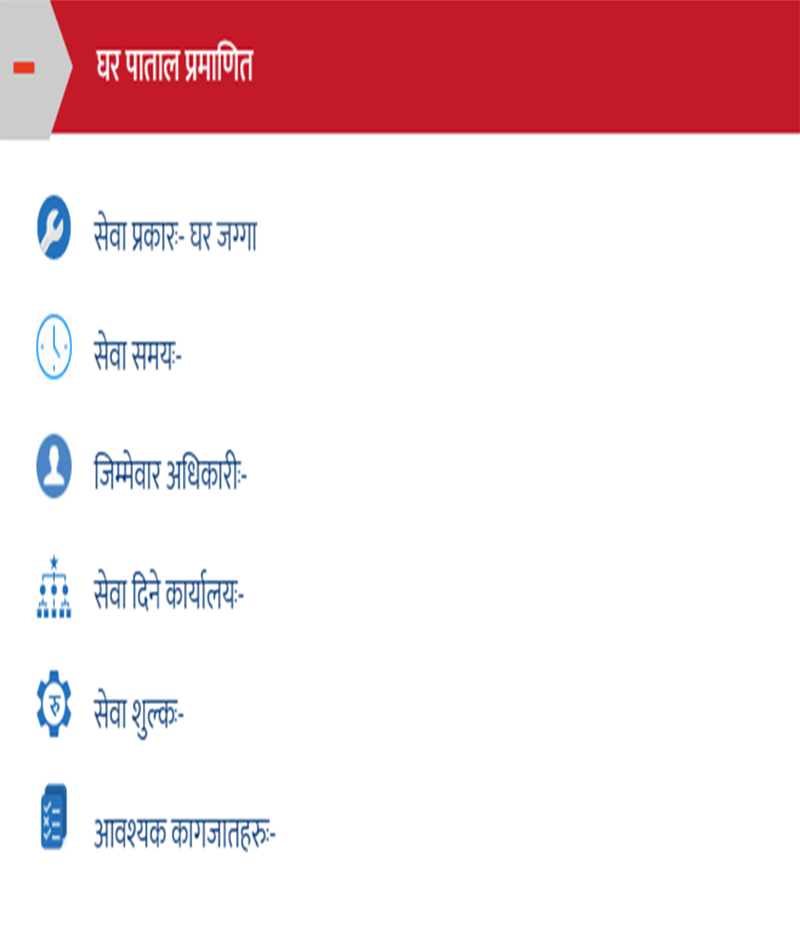 घर पाताल प्रमाणित
सेवा प्रकारः- घर जग्गा
सेवा समयः-
जिम्मेवार अधिकारीः-
सेवा दिने कार्यालयः-
रु
सेवा शुल्कः-
आवश्यक कागजातहरुः-